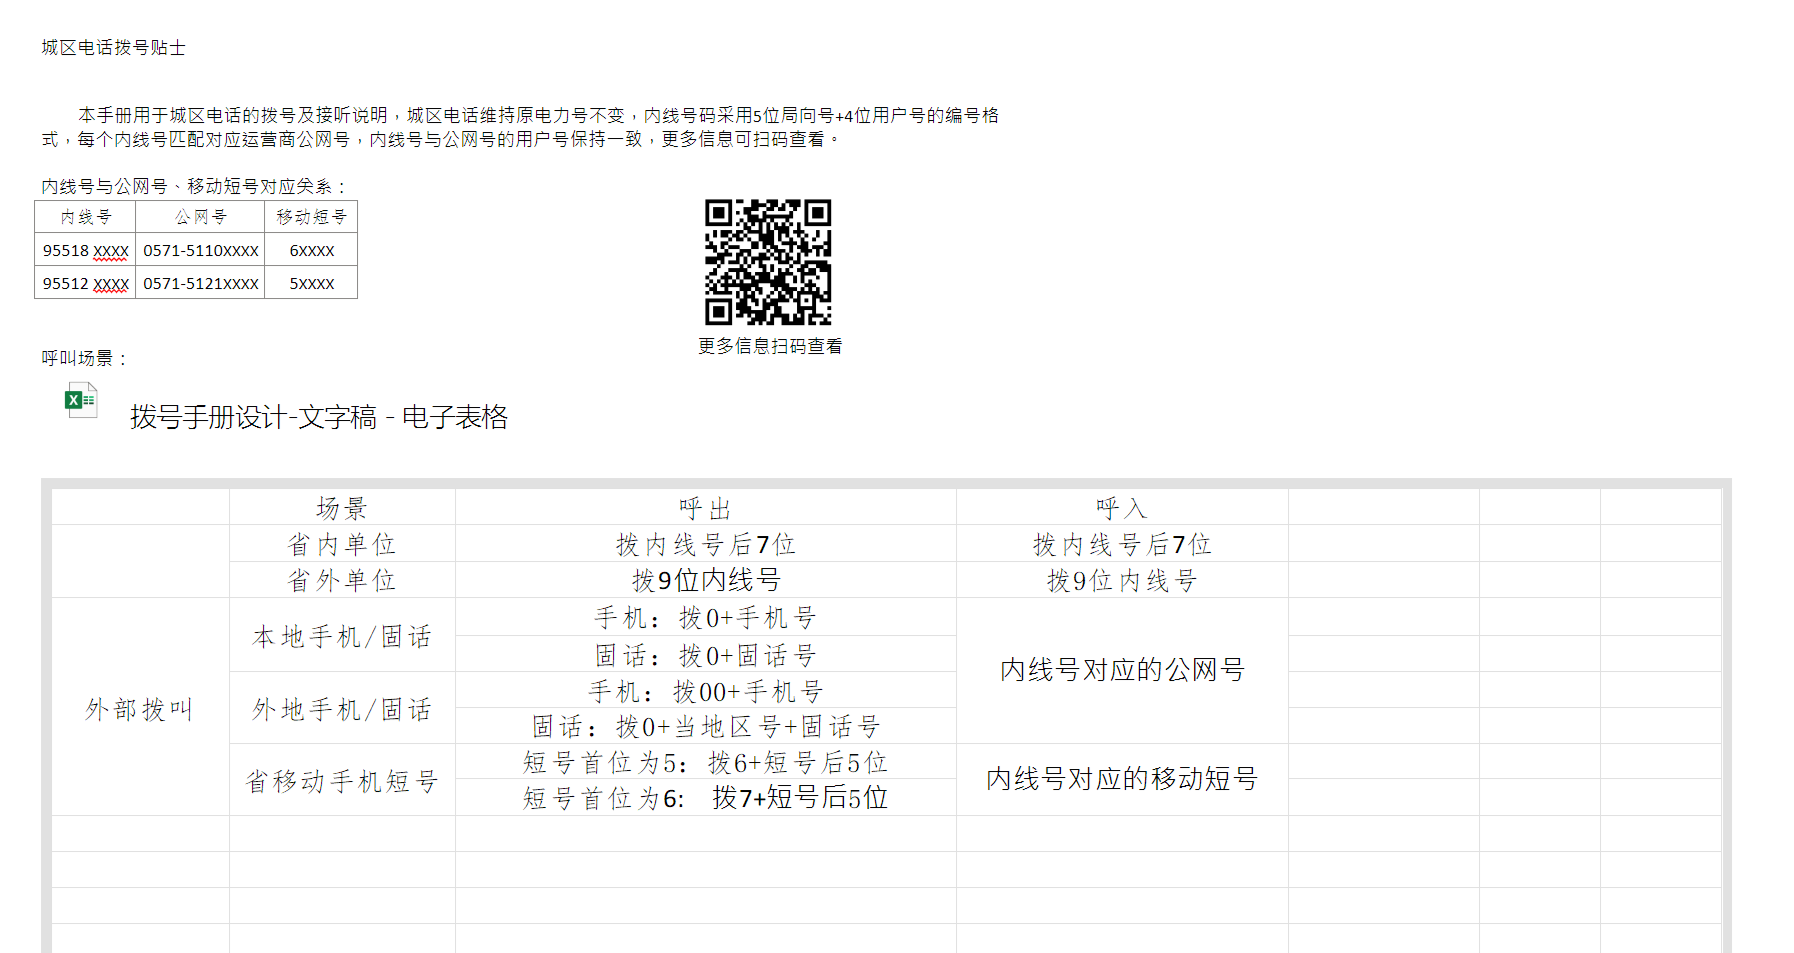 城区电话拨号贴士
本手册用于城区电话的拨号及接听说明，城区电话维持原电力号不变，内线号码采用5位局向号+4位用户号的编号格
式，每个内线号匹配对应运营商公网号，内线号与公网号的用户号保持一致，更多信息可扫码查看。
内线号与公网号、移动短号对应关系：
内线号 公网号 移动短号
95518 XXXX 0571-5110XXXX 6XXXX
95512 XXXX 0571-5121XXXX 5XXXX
更多信息扫码查看
呼叫场景：
拨号手册设计-文字稿 - 电子表格
场景 呼出 呼入
省内单位 拨内线号后7位 拨内线号后7位
省外单位 拨9位内线号 拨9位内线号
外部拨叫
本地手机/固话
手机：拨0+手机号
固话：拨0+固话号
内线号对应的公网号
外地手机/固话
手机：拨00+手机号
固话：拨0+当地区号+固话号
省移动手机短号
短号首位为5：拨6+短号后5位
短号首位为6: 拨7+短号后5位
内线号对应的移动短号